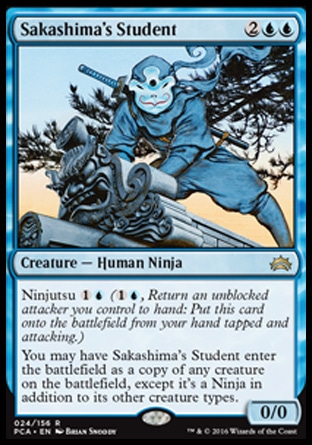 Sakashima's Student 2
Creature — Human Ninja
Ninjutsu 1 (1, Return an unblocked
attacker you control to hand: Put this card
onto the battlefield from your hand tapped and
attacking.)
You may have Sakashima's Student enter
the battlefield as a copy of any creature
on the battlefield, except it's a Ninja in
addition to its other creature types.
0/0
024/156 R
PCA • EN Brian Snoddy
™ & © 2016 Wizards of the Coast